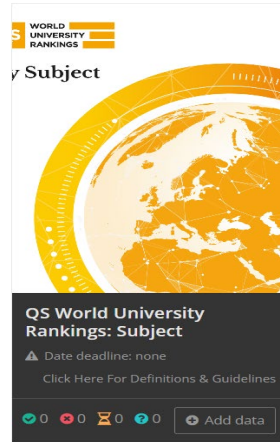 S WORLD
UNIVERSITY
RANKINGS
y Subject
QS World University
Rankings: Subject
Date deadline: none
Click Here For Definitions & Guidelines
0 0 0 0 Add data